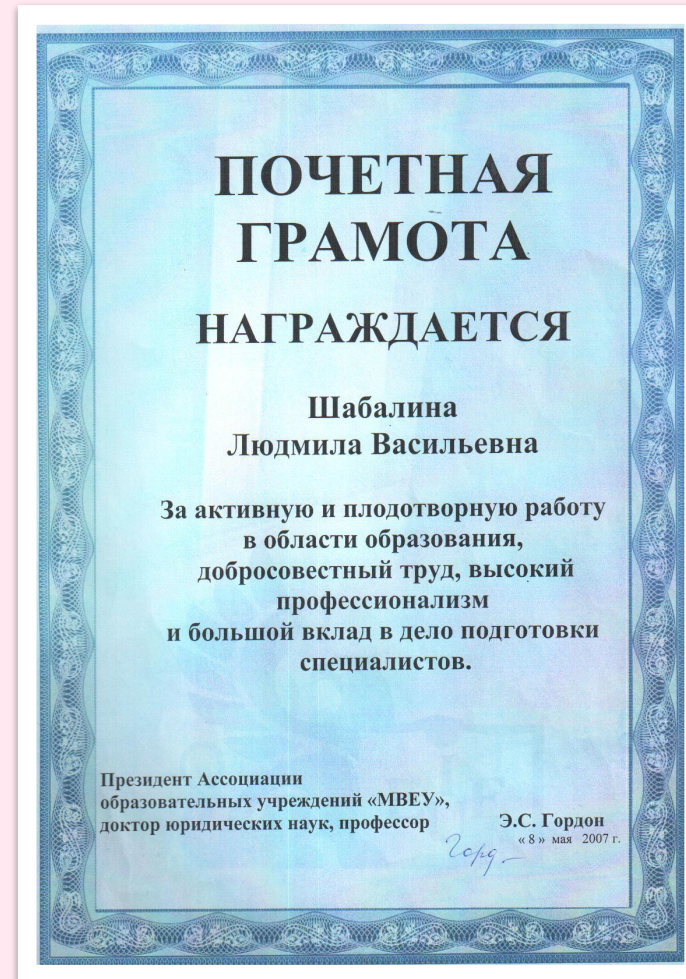 ПОЧЕТНАЯ
ГРАМОТА
НАГРАЖДАЕТСЯ
Шабалина
Людмила Васильевна
За активную и плодотворную работу
в области образования,
добросовестный труд, высокий
профессионализм
и большой вклад в дело подготовки
специалистов.
Президент Ассоциации
образовательных учреждений «МВЕУ»,
доктор юридических наук, профессор Э.С. Гордон
« 8 » мая 2007 г.